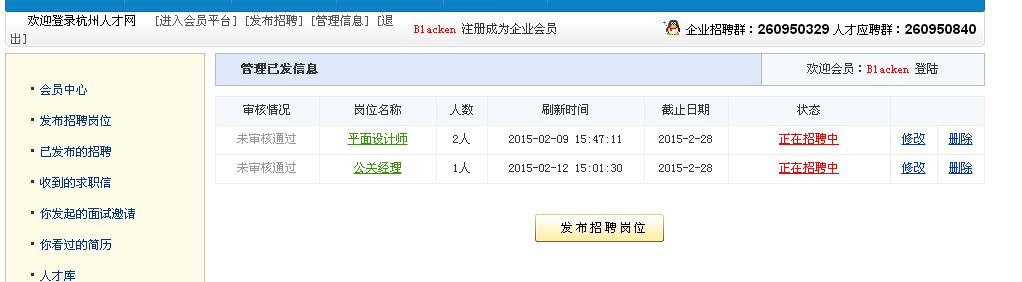 欢迎登录杭州人才网 [进入会员平台] [发布招聘] [管理信息] [退
出]
Blacken 注册成为企业会员
企业招聘群：260950329 人才应聘群：260950840
会员中心
发布招聘岗位
已发布的招聘
收到的求职信
你发起的面试邀请
你看过的简历
人才库
管理已发信息 欢迎会员：Blacken 登陆
审核情况 岗位名称 人数 刷新时间 截止日期 状态
未审核通过 平面设计师 2人 2015-02-09 15:47:11 2015-2-28 正在招聘中 修改 删除
未审核通过 公关经理 1人 2015-02-12 15:01:30 2015-2-28 正在招聘中 修改 删除
发布招聘岗位